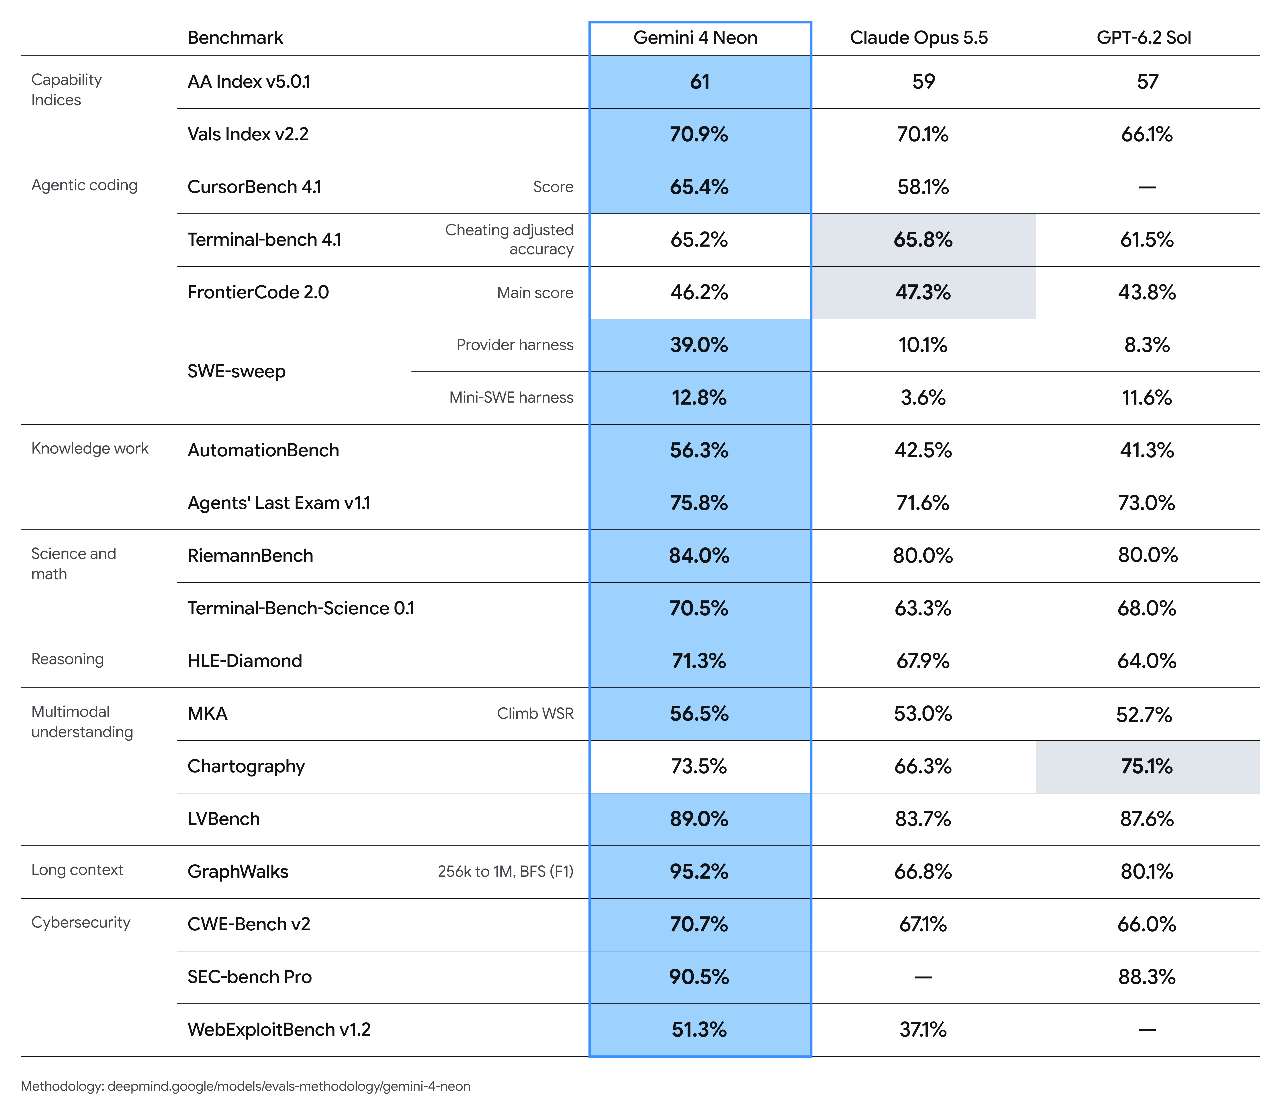 Benchmark Gemini 4 Neon Claude Opus 5.5 GPT-6.2 Sol
Capability Indices AA Index v5.0.1 61 59 57
Vals Index v2.2 70.9% 70.1% 66.1%
Agentic coding CursorBench 4.1 Score 65.4% 58.1% —
Terminal-bench 4.1 Cheating adjusted accuracy 65.2% 65.8% 61.5%
FrontierCode 2.0 Main score 46.2% 47.3% 43.8%
SWE-sweep Provider harness 39.0% 10.1% 8.3%
Mini-SWE harness 12.8% 3.6% 11.6%
Knowledge work AutomationBench 56.3% 42.5% 41.3%
Agents' Last Exam v1.1 75.8% 71.6% 73.0%
Science and math RiemannBench 84.0% 80.0% 80.0%
Terminal-Bench-Science 0.1 70.5% 63.3% 68.0%
Reasoning HLE-Diamond 71.3% 67.9% 64.0%
Multimodal understanding MKA Climb WSR 56.5% 53.0% 52.7%
Chartography 73.5% 66.3% 75.1%
LVBench 89.0% 83.7% 87.6%
Long context GraphWalks 256k to 1M, BFS (F1) 95.2% 66.8% 80.1%
Cybersecurity CWE-Bench v2 70.7% 67.1% 66.0%
SEC-bench Pro 90.5% — 88.3%
WebExploitBench v1.2 51.3% 37.1% —
Methodology: deepmind.google/models/evals-methodology/gemini-4-neon